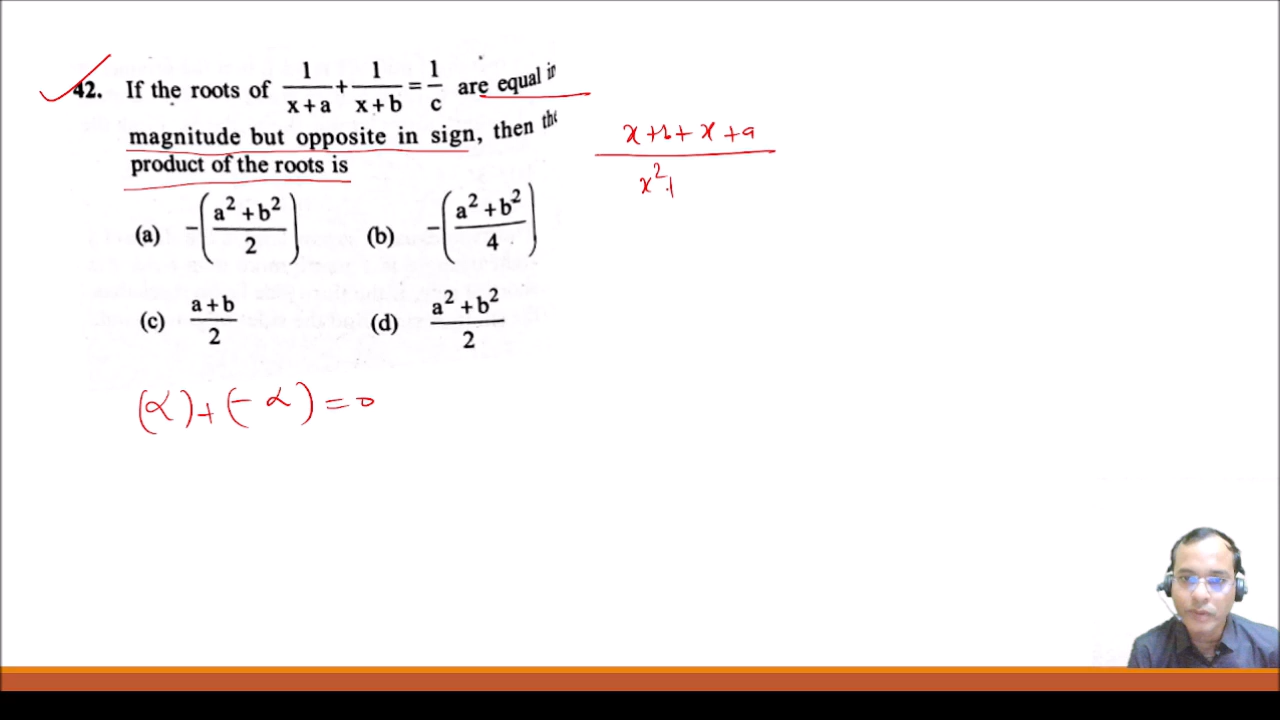 42. If the roots of 1/(x+a) + 1/(x+b) = 1/c are equal in
magnitude but opposite in sign, then the
product of the roots is
(a) -((a² + b²)/2) (b) -((a² + b²)/4)
(c) (a+b)/2 (d) (a² + b²)/2
(α) + (- α) = 0
x + b + x + a
x² +